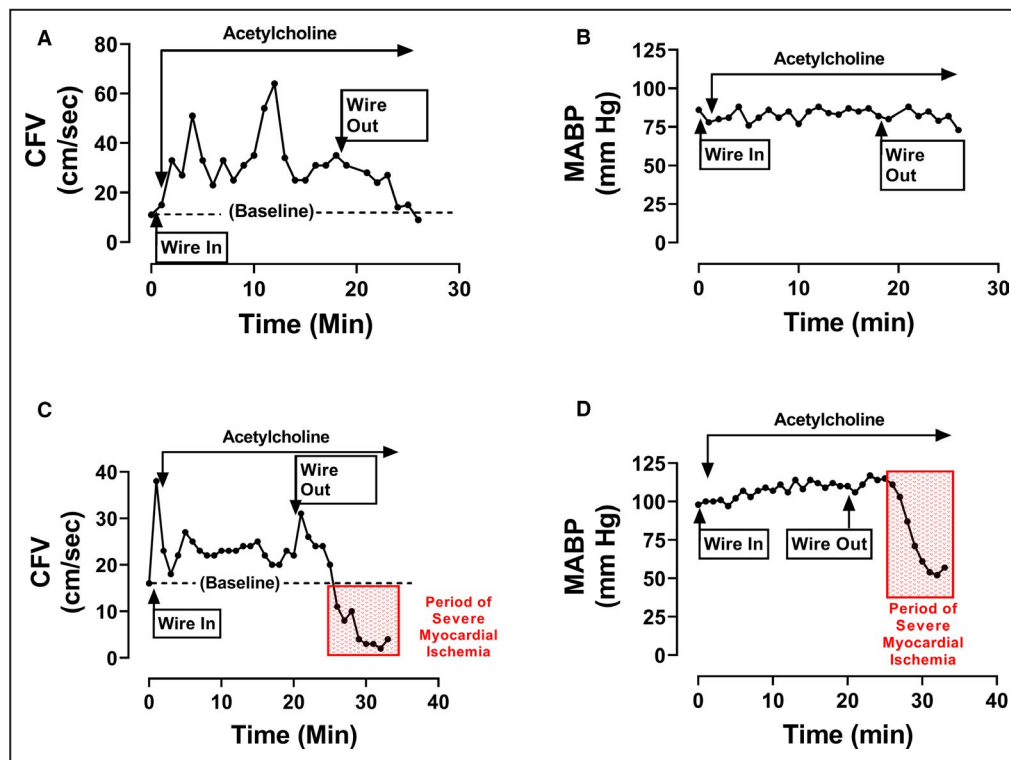 A
Acetylcholine
80
60
40
20
0
CFV
(cm/sec)
Wire
Out
(Baseline)
Wire In
0
10
20
30
Time (Min)
B
Acetylcholine
125
100
75
50
25
0
MABP
(mm Hg)
Wire In
Wire
Out
0
10
20
30
Time (min)
C
Acetylcholine
40
30
20
10
0
CFV
(cm/sec)
Wire
Out
(Baseline)
Wire In
Period of
Severe
Myocardial
Ischemia
0
10
20
30
40
Time (Min)
D
Acetylcholine
125
100
75
50
25
0
MABP
(mm Hg)
Wire In
Wire Out
Period of
Severe
Myocardial
Ischemia
0
10
20
30
40
Time (min)